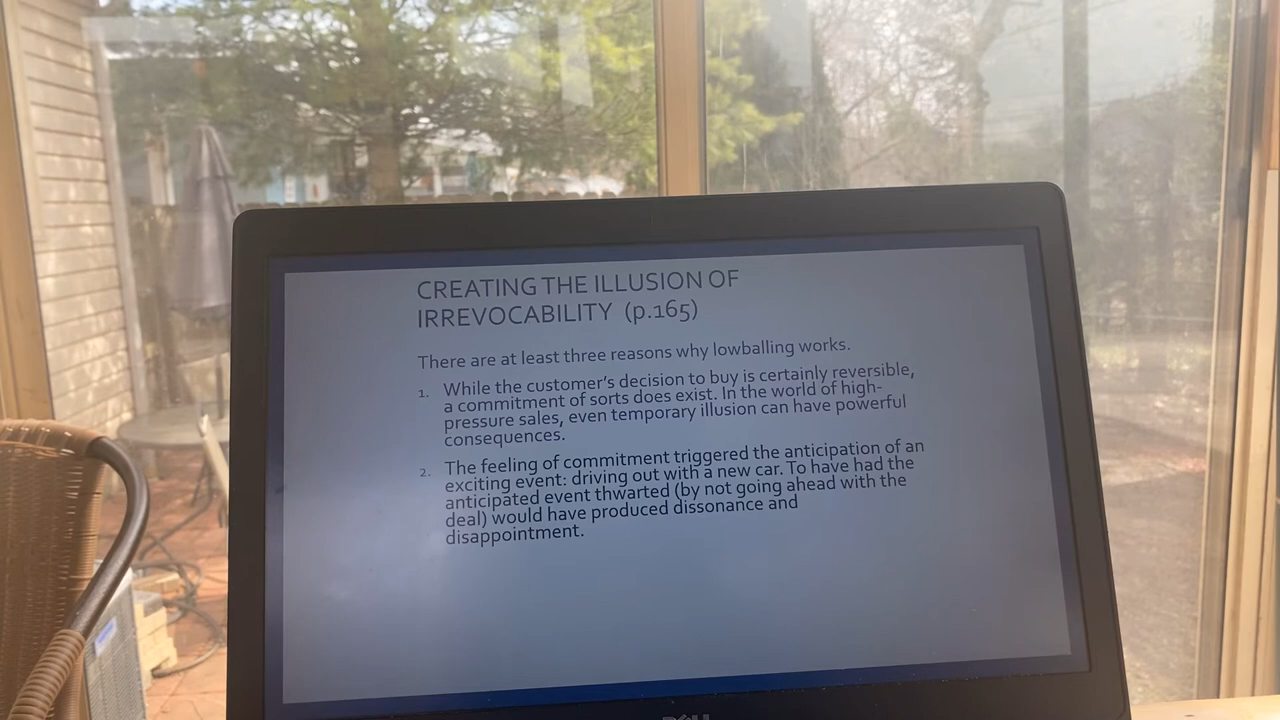 CREATING THE ILLUSION OF
IRREVOCABILITY (p.165)
There are at least three reasons why lowballing works.
1. While the customer's decision to buy is certainly reversible,
a commitment of sorts does exist. In the world of high-
pressure sales, even temporary illusion can have powerful
consequences.
2. The feeling of commitment triggered the anticipation of an
exciting event: driving out with a new car. To have had the
anticipated event thwarted (by not going ahead with the
deal) would have produced dissonance and
disappointment.
DELL